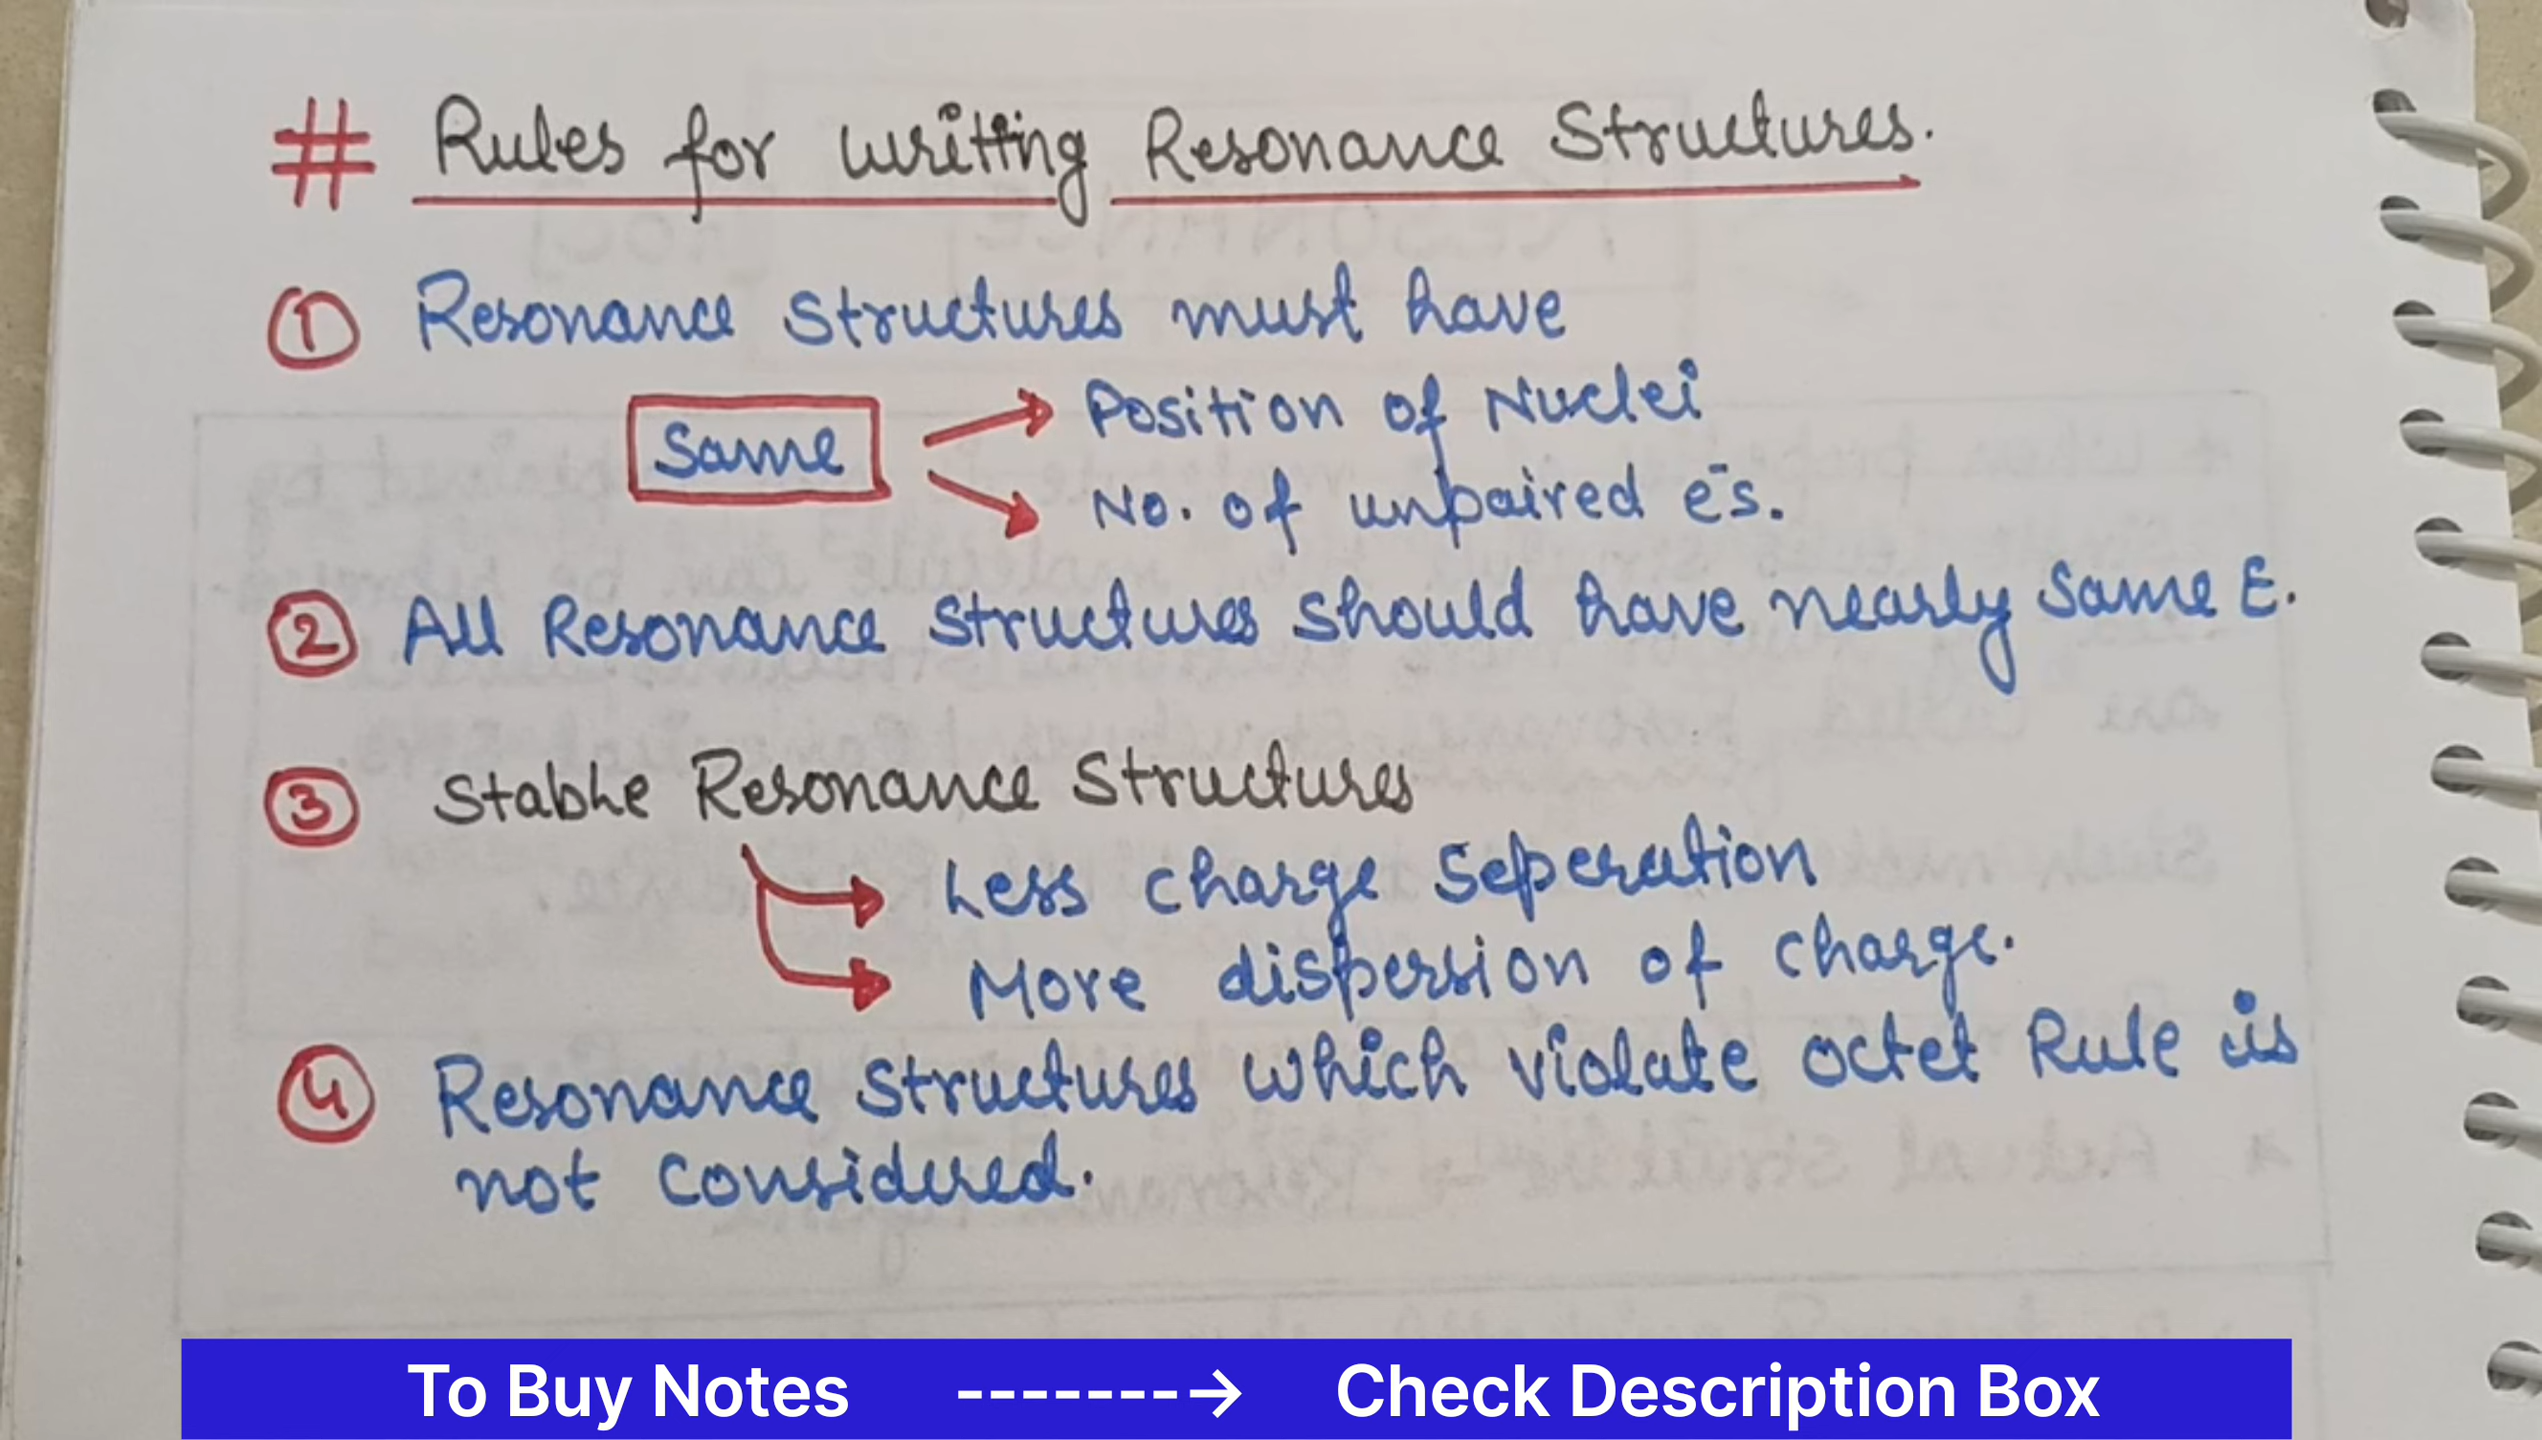 # Rules for writting Resonance Structures.
① Resonance Structures must have
Same → Position of Nuclei
→ No. of unpaired e⁻s.
② All Resonance Structures should have nearly Same E.
③ Stable Resonance Structures
→ Less charge Seperation
→ More dispersion of charge.
④ Resonance Structures which violate octet Rule is
not Considered.
To Buy Notes -------→ Check Description Box